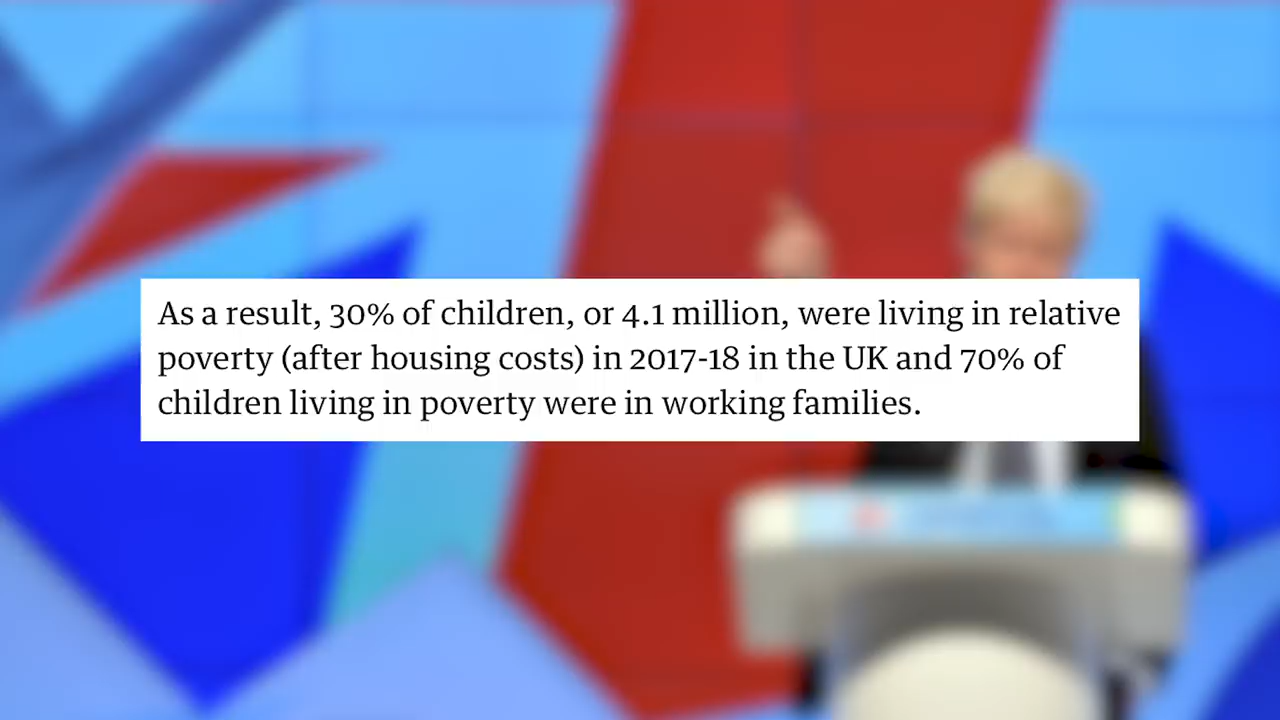 As a result, 30% of children, or 4.1 million, were living in relative
poverty (after housing costs) in 2017-18 in the UK and 70% of
children living in poverty were in working families.